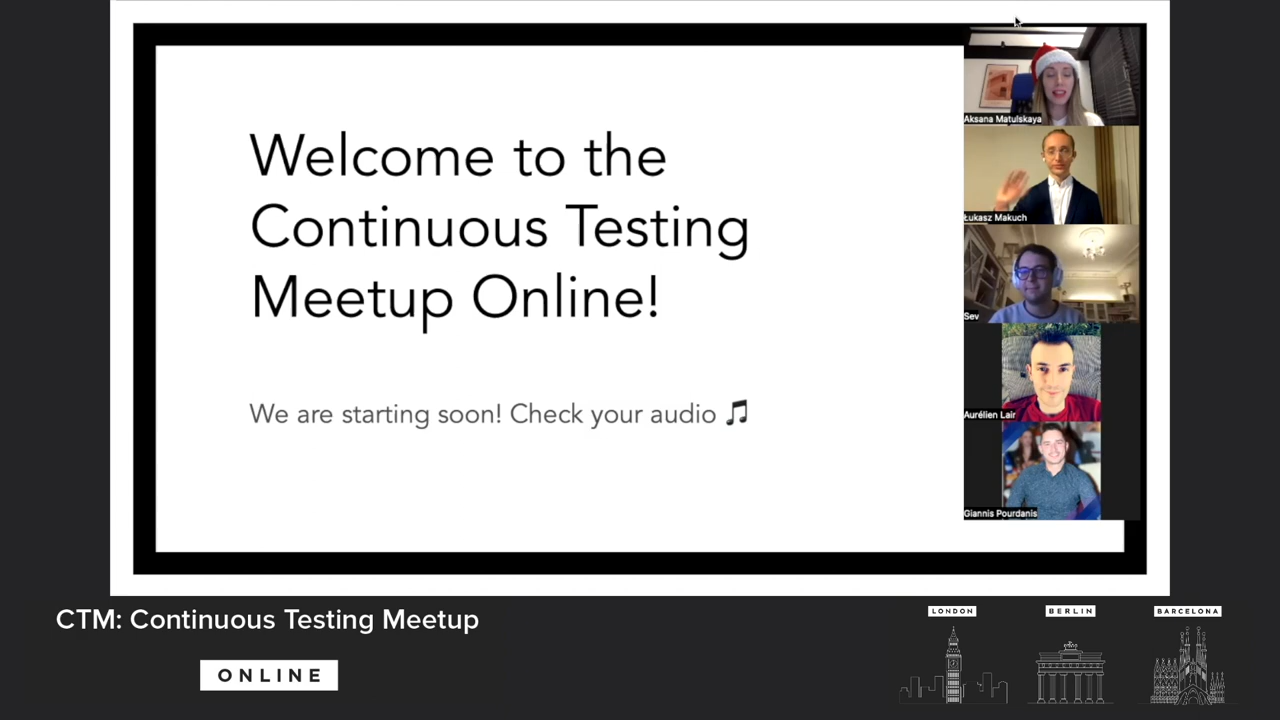 Welcome to the
Continuous Testing
Meetup Online!
We are starting soon! Check your audio
Aksana Matulskaya
Łukasz Makuch
Sev
Aurélien Lair
Giannis Pourdanis
CTM: Continuous Testing Meetup
ONLINE
LONDON
BERLIN
BARCELONA